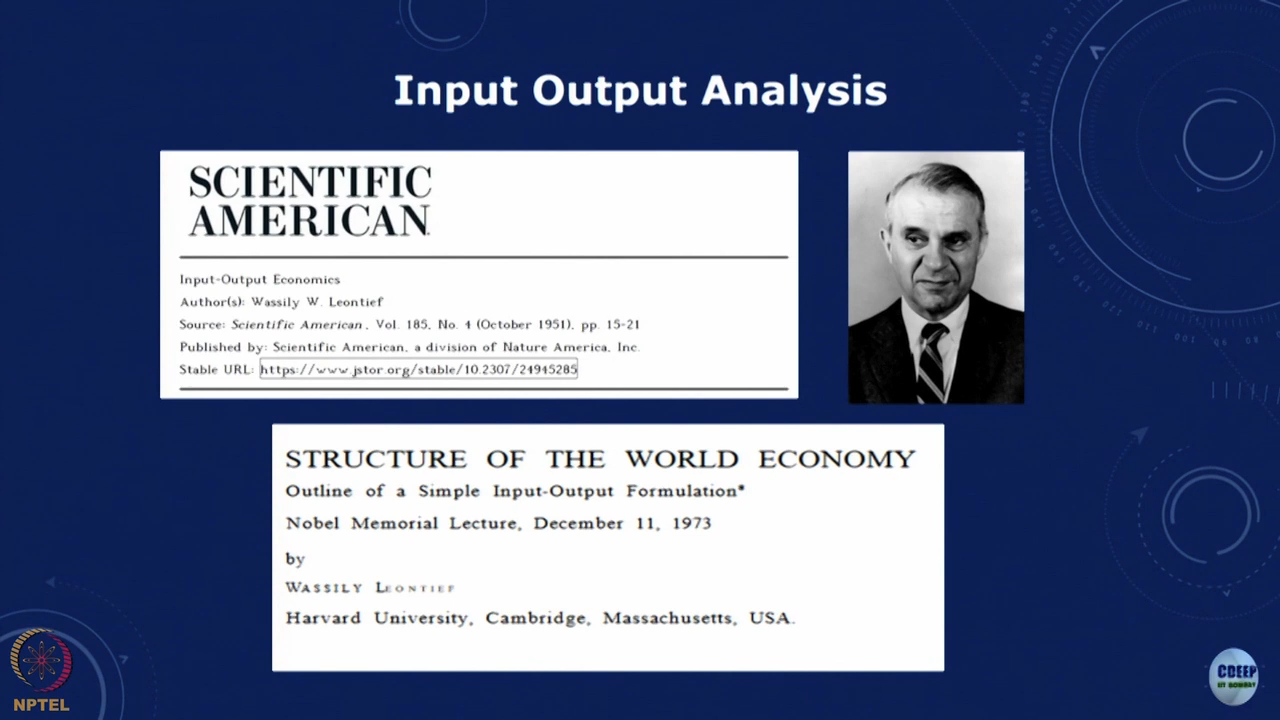 Input Output Analysis
SCIENTIFIC
AMERICAN
Input-Output Economics
Author(s): Wassily W. Leontief
Source: Scientific American, Vol. 185, No. 4 (October 1951), pp. 15-21
Published by: Scientific American, a division of Nature America, Inc.
Stable URL: https://www.jstor.org/stable/10.2307/24945285
STRUCTURE OF THE WORLD ECONOMY
Outline of a Simple Input-Output Formulation*
Nobel Memorial Lecture, December 11, 1973
by
WASSILY LEONTIEF
Harvard University, Cambridge, Massachusetts, USA.
NPTEL
CDEEP
IIT BOMBAY